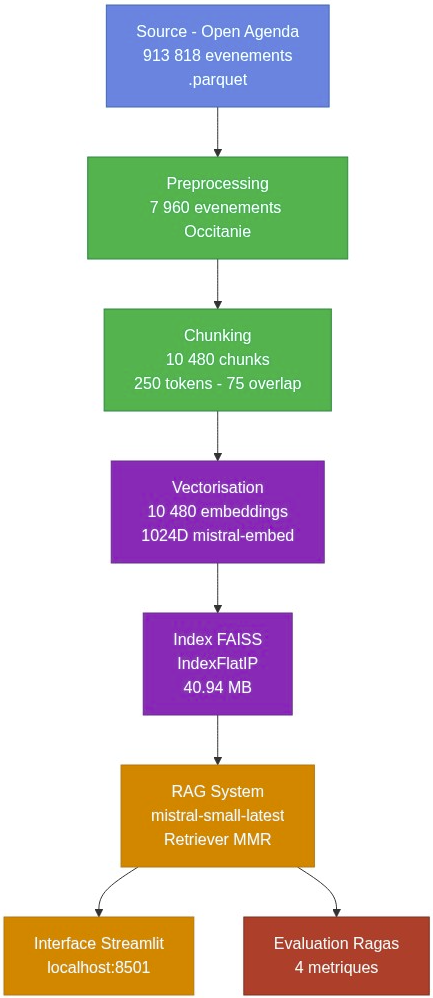 Source - Open Agenda
913 818 evenements
.parquet
Preprocessing
7 960 evenements
Occitanie
Chunking
10 480 chunks
250 tokens - 75 overlap
Vectorisation
10 480 embeddings
1024D mistral-embed
Index FAISS
IndexFlatIP
40.94 MB
RAG System
mistral-small-latest
Retriever MMR
Interface Streamlit
localhost:8501
Evaluation Ragas
4 metriques